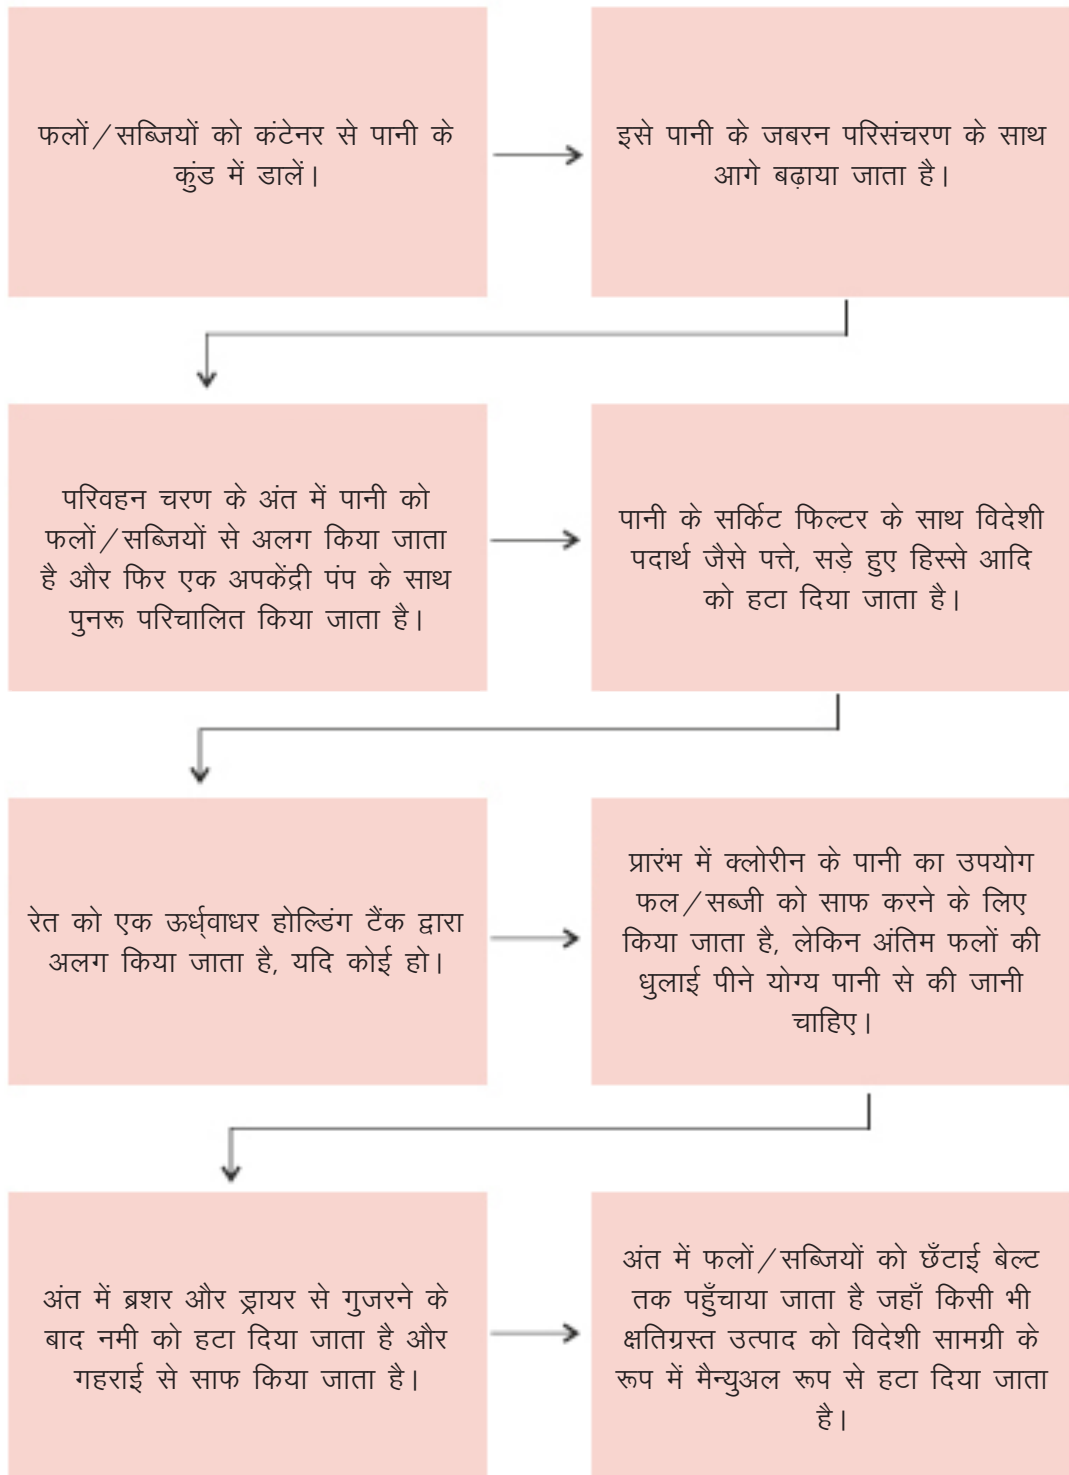 फलों/सब्जियों को कंटेनर से पानी के
कुंड में डालें।
इसे पानी के जबरन परिसंचरण के साथ
आगे बढ़ाया जाता है।
परिवहन चरण के अंत में पानी को
फलों/सब्जियों से अलग किया जाता
है और फिर एक अपकेंद्री पंप के साथ
पुनरू परिचालित किया जाता है।
पानी के सर्किट फिल्टर के साथ विदेशी
पदार्थ जैसे पत्ते, सड़े हुए हिस्से आदि
को हटा दिया जाता है।
रेत को एक ऊर्ध्वाधर होल्डिंग टैंक द्वारा
अलग किया जाता है, यदि कोई हो।
प्रारंभ में क्लोरीन के पानी का उपयोग
फल/सब्जी को साफ करने के लिए
किया जाता है, लेकिन अंतिम फलों की
धुलाई पीने योग्य पानी से की जानी
चाहिए।
अंत में ब्रशर और ड्रायर से गुजरने के
बाद नमी को हटा दिया जाता है और
गहराई से साफ किया जाता है।
अंत में फलों/सब्जियों को छँटाई बेल्ट
तक पहुँचाया जाता है जहाँ किसी भी
क्षतिग्रस्त उत्पाद को विदेशी सामग्री के
रूप में मैन्युअल रूप से हटा दिया जाता
है।